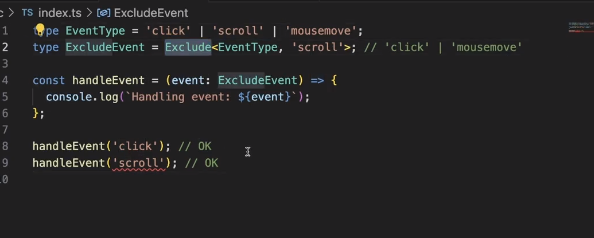 c > TS index.ts > ExcludeEvent
1 type EventType = 'click' | 'scroll' | 'mousemove';
2 type ExcludeEvent = Exclude<EventType, 'scroll'>; // 'click' | 'mousemove'
4 const handleEvent = (event: ExcludeEvent) => {
5 console.log(`Handling event: ${event}`);
6 };
7
8 handleEvent('click'); // OK
9 handleEvent('scroll'); // OK
10